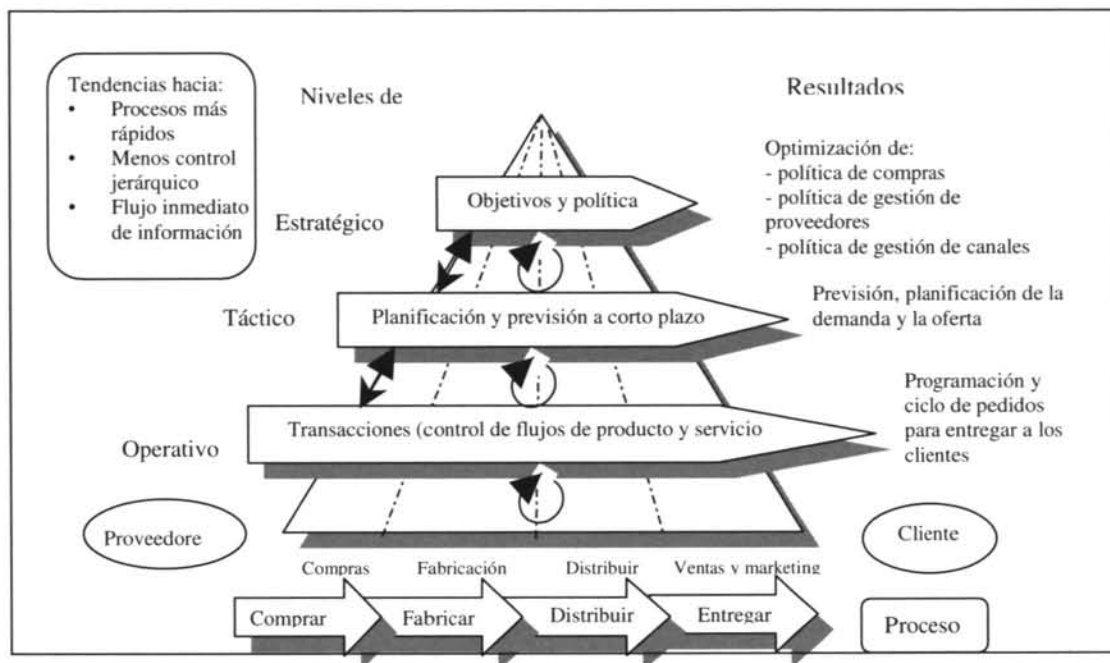 Tendencias hacia:
• Procesos más
rápidos
• Menos control
jerárquico
• Flujo inmediato
de información
Niveles de
Resultados
Objetivos y política
Estratégico
Optimización de:
- política de compras
- política de gestión de
proveedores
- política de gestión de canales
Táctico
Planificación y previsión a corto plazo
Previsión, planificación de la
demanda y la oferta
Operativo
Transacciones (control de flujos de producto y servicio
Programación y
ciclo de pedidos
para entregar a los
clientes
Proveedore
Cliente
Compras
Fabricación
Distribuir
Ventas y marketing
Comprar
Fabricar
Distribuir
Entregar
Proceso